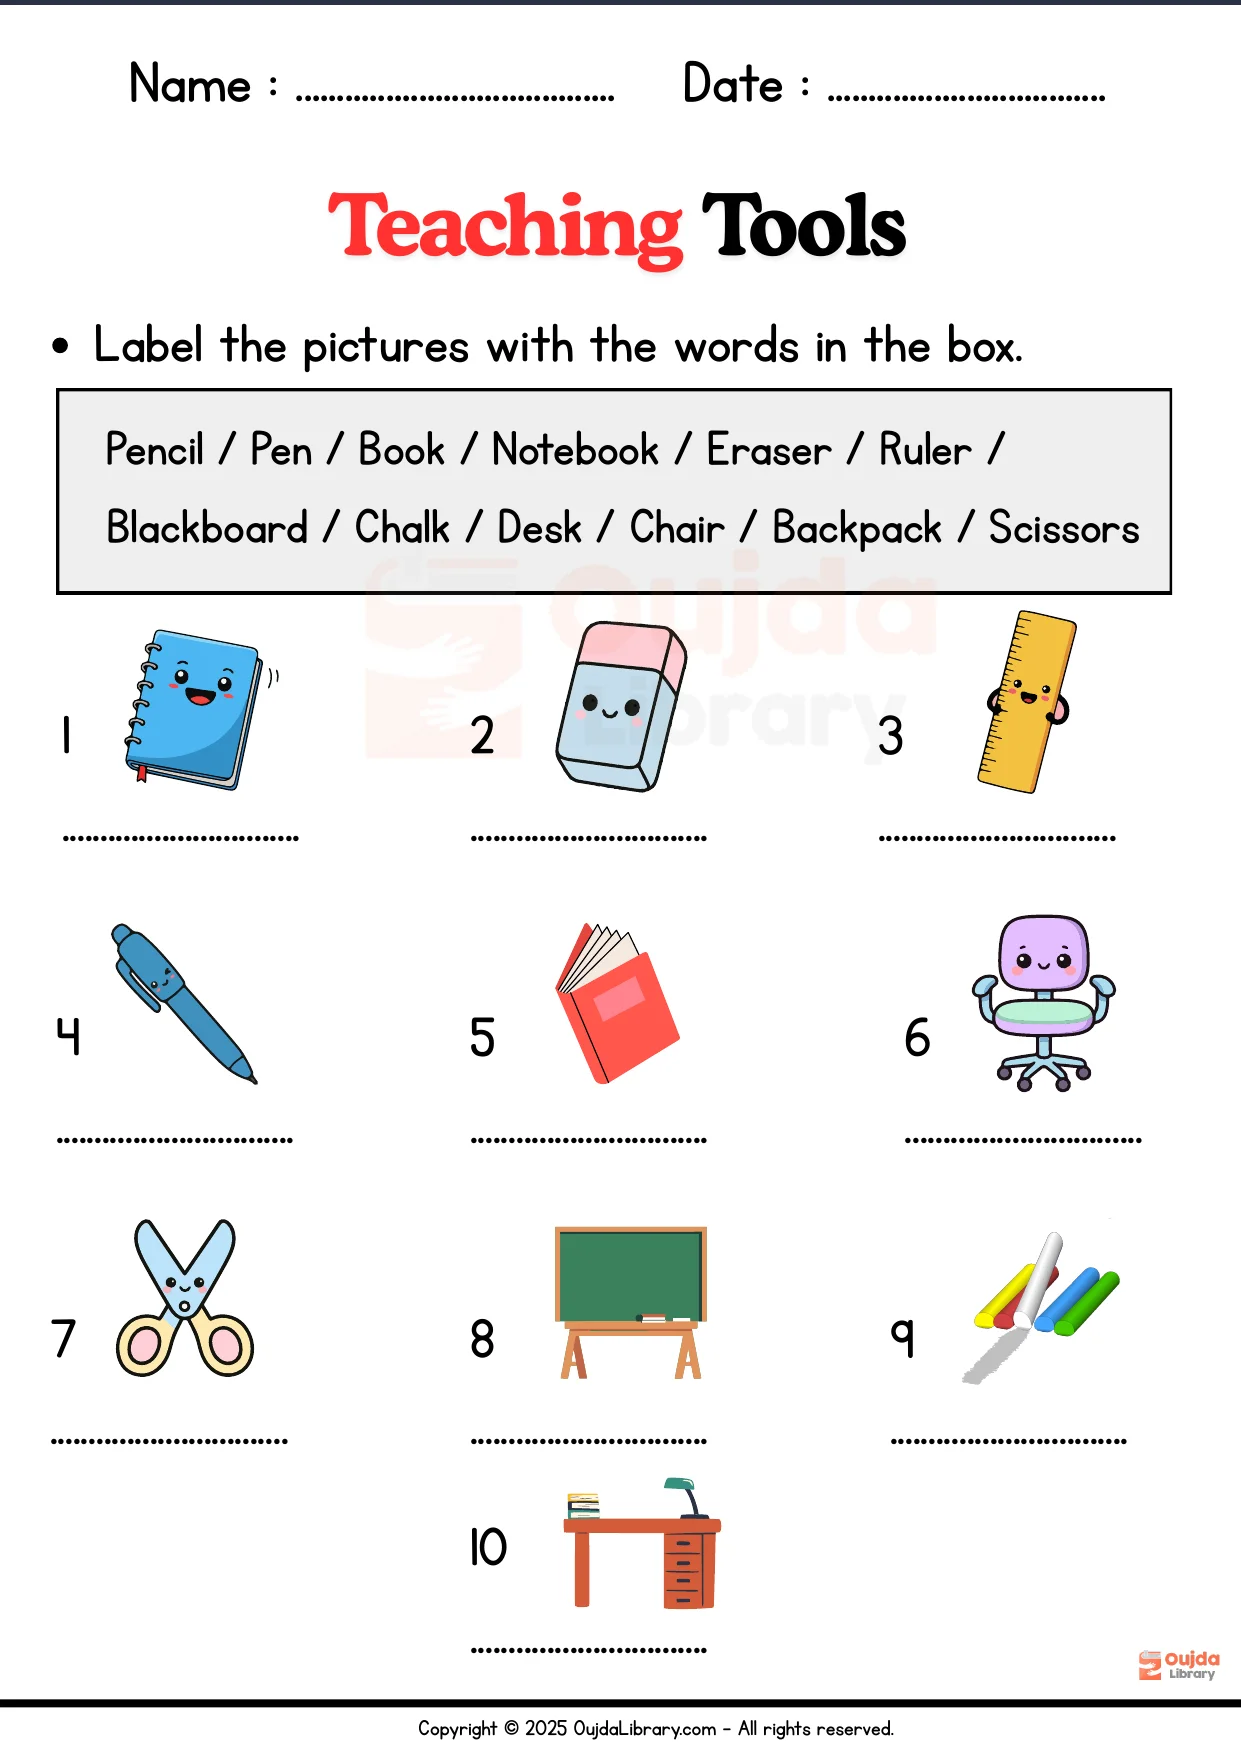 Name : ....................................... Date : ..................................
Teaching Tools
• Label the pictures with the words in the box.
Pencil / Pen / Book / Notebook / Eraser / Ruler /
Blackboard / Chalk / Desk / Chair / Backpack / Scissors
Oujda
Library
1 2 3
............................... ............................... ...............................
4 5 6
............................... ............................... ...............................
7 8 9
............................... ............................... ...............................
10
...............................
Oujda
Library
Copyright © 2025 OujdaLibrary.com - All rights reserved.